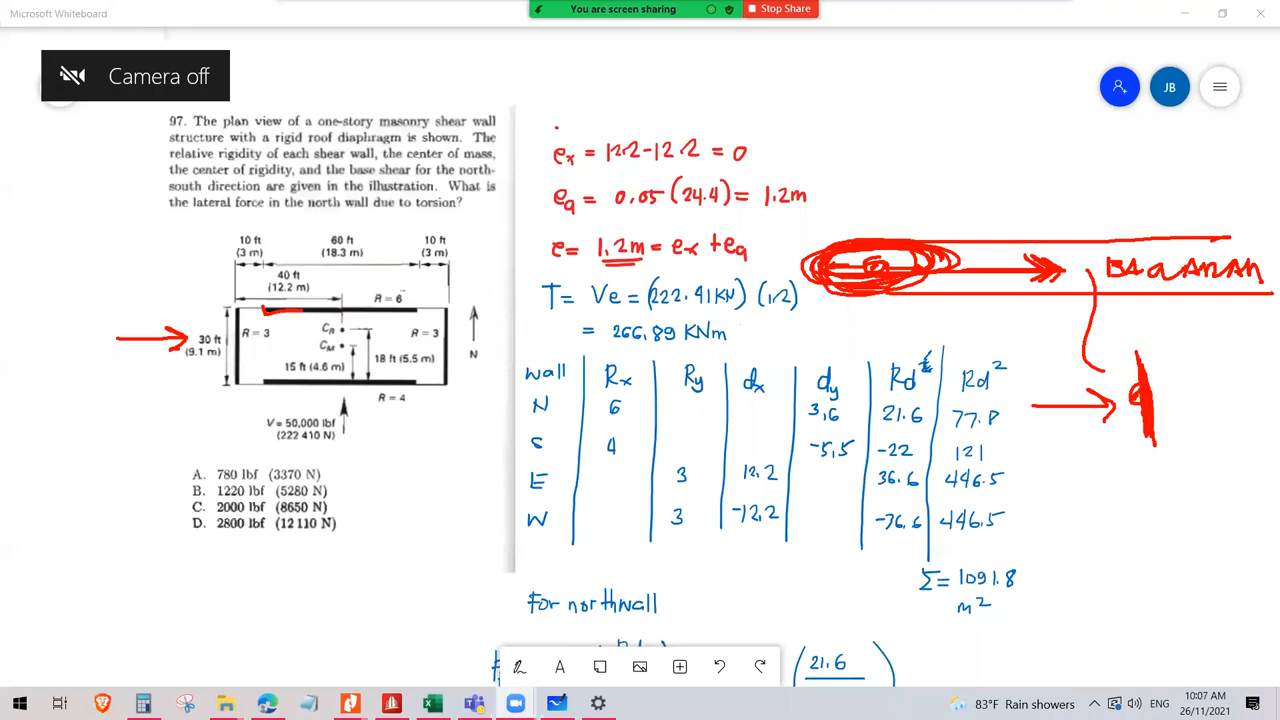 Microsoft Whiteboard
You are screen sharing
Stop Share
Camera off
JB
97. The plan view of a one-story masonry shear wall
structure with a rigid roof diaphragm is shown. The
relative rigidity of each shear wall, the center of mass,
the center of rigidity, and the base shear for the north-
south direction are given in the illustration. What is
the lateral force in the north wall due to torsion?
10 ft 60 ft 10 ft
(3 m) (18.3 m) (3 m)
40 ft
(12.2 m)
R = 6
R = 3 CR R = 3
30 ft
(9.1 m)
CM
18 ft (5.5 m)
15 ft (4.6 m)
N
R = 4
V = 50,000 lbf
(222 410 N)
A. 780 lbf (3370 N)
B. 1220 lbf (5280 N)
C. 2000 lbf (8650 N)
D. 2800 lbf (12 110 N)
ex = 12.2-12.2 = 0
eq = 0.05 (24.4) = 1.2m
e = 1.2m = ex + eq
T = Ve = (222.41KN) (1.2)
= 266.89 KNm
wall Rx Ry dx dy Rd Rd²
N 6 3,6 21.6 77.8
S 4 -5,5 -22 121
E 3 12.2 36.6 446.5
W 3 -12.2 -36.6 446.5
Σ = 1091.8
m²
For northwall
21.6
83°F Rain showers
ENG
10:07 AM
26/11/2021